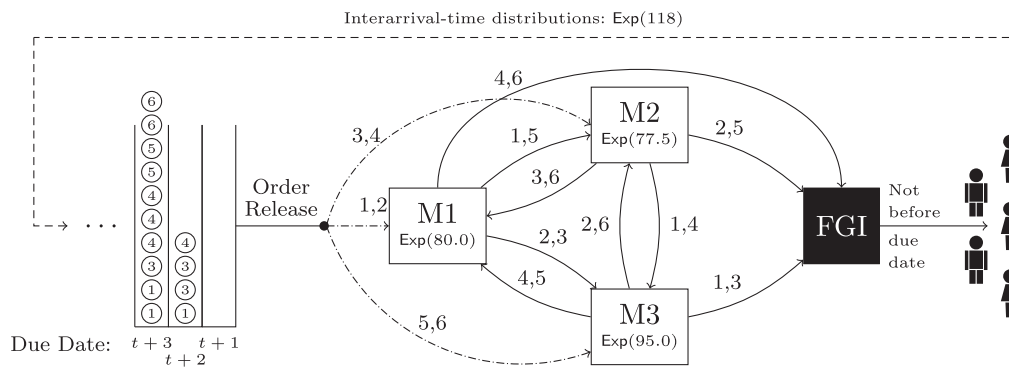 Interarrival-time distributions: Exp(118)
4,6
3,4
1,5
M2
Exp(77.5)
2,5
3,6
Order
Release
1,2
M1
Exp(80.0)
2,3
2,6
1,4
FGI
Not
before
due
date
4,5
1,3
5,6
M3
Exp(95.0)
...
6
6
5
5
4
4
4
3
1
1
4
3
3
1
Due Date:
t + 3
t + 2
t + 1